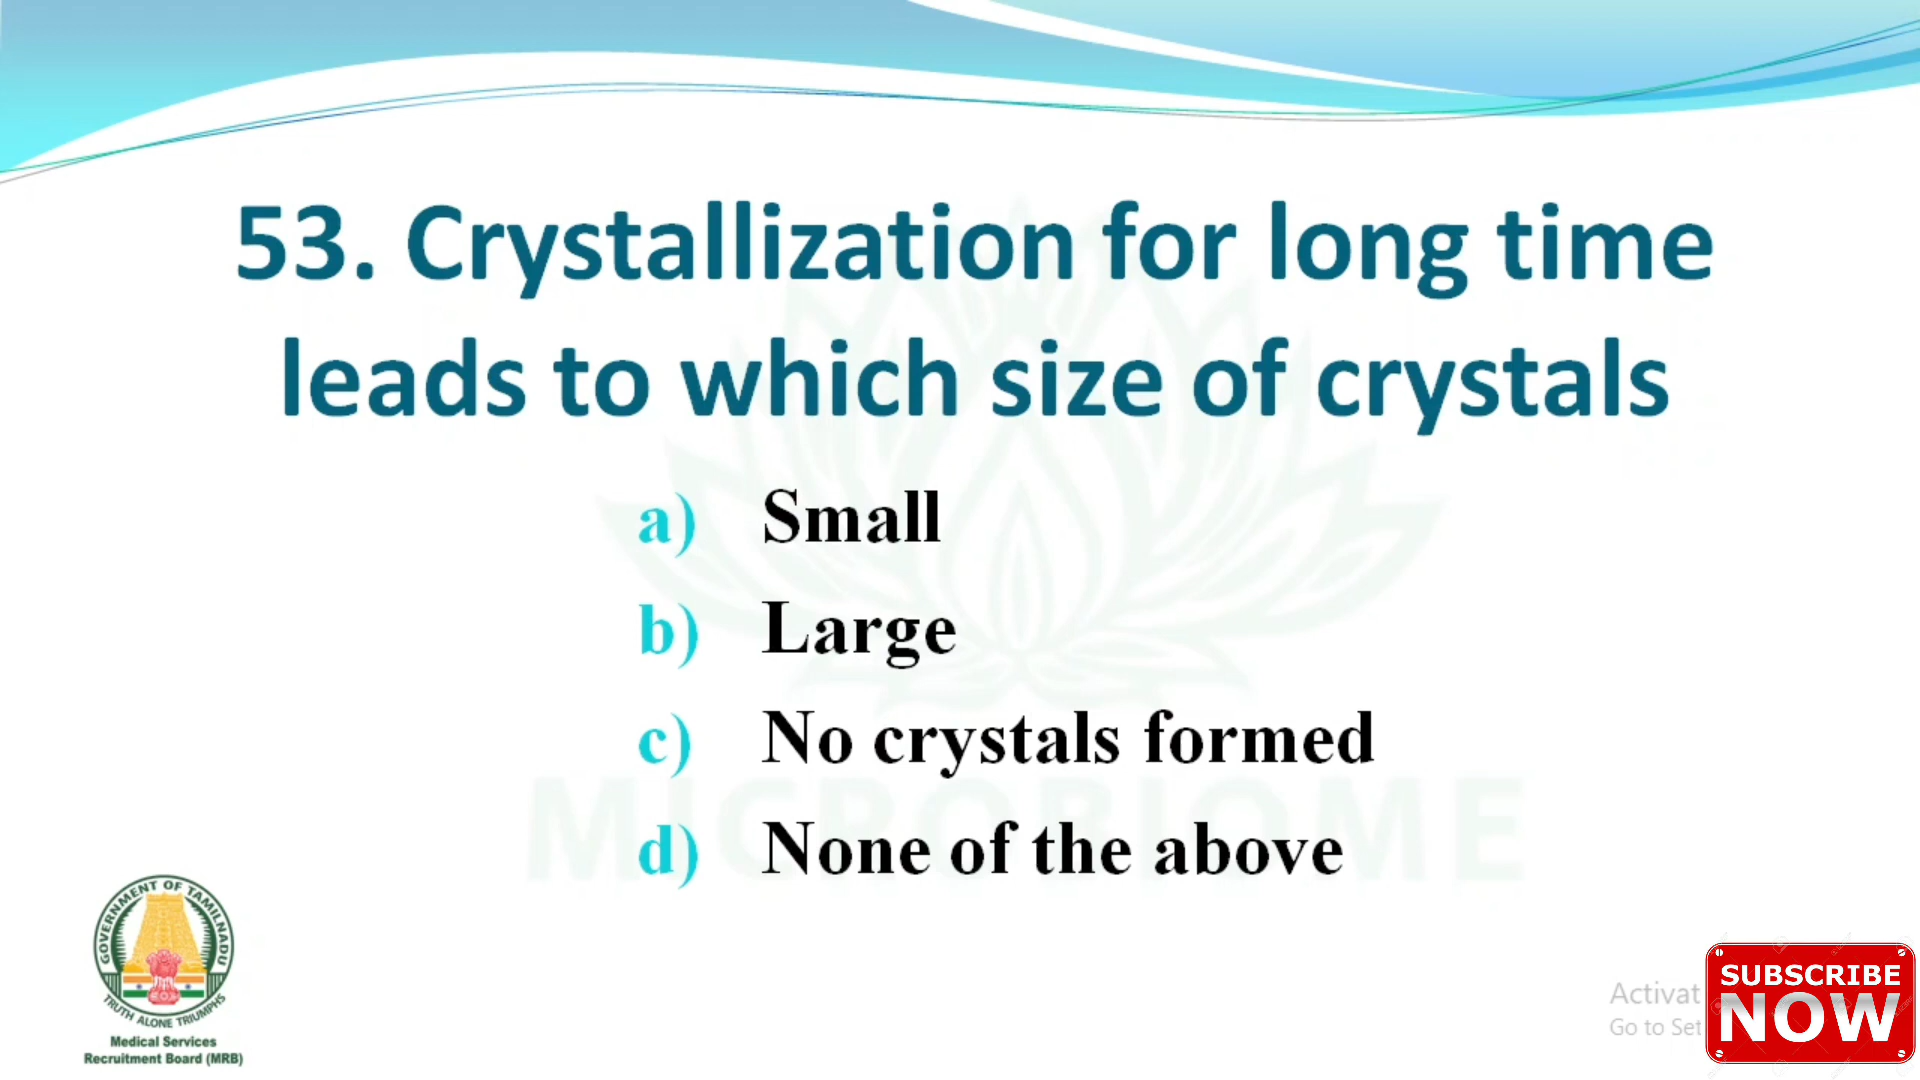 53. Crystallization for long time
leads to which size of crystals
a) Small
b) Large
c) No crystals formed
d) None of the above
MICROBIOME
GOVERNMENT OF TAMILNADU
TRUTH ALONE TRIUMPHS
Medical Services
Recruitment Board (MRB)
Activat
Go to Set
SUBSCRIBE
NOW